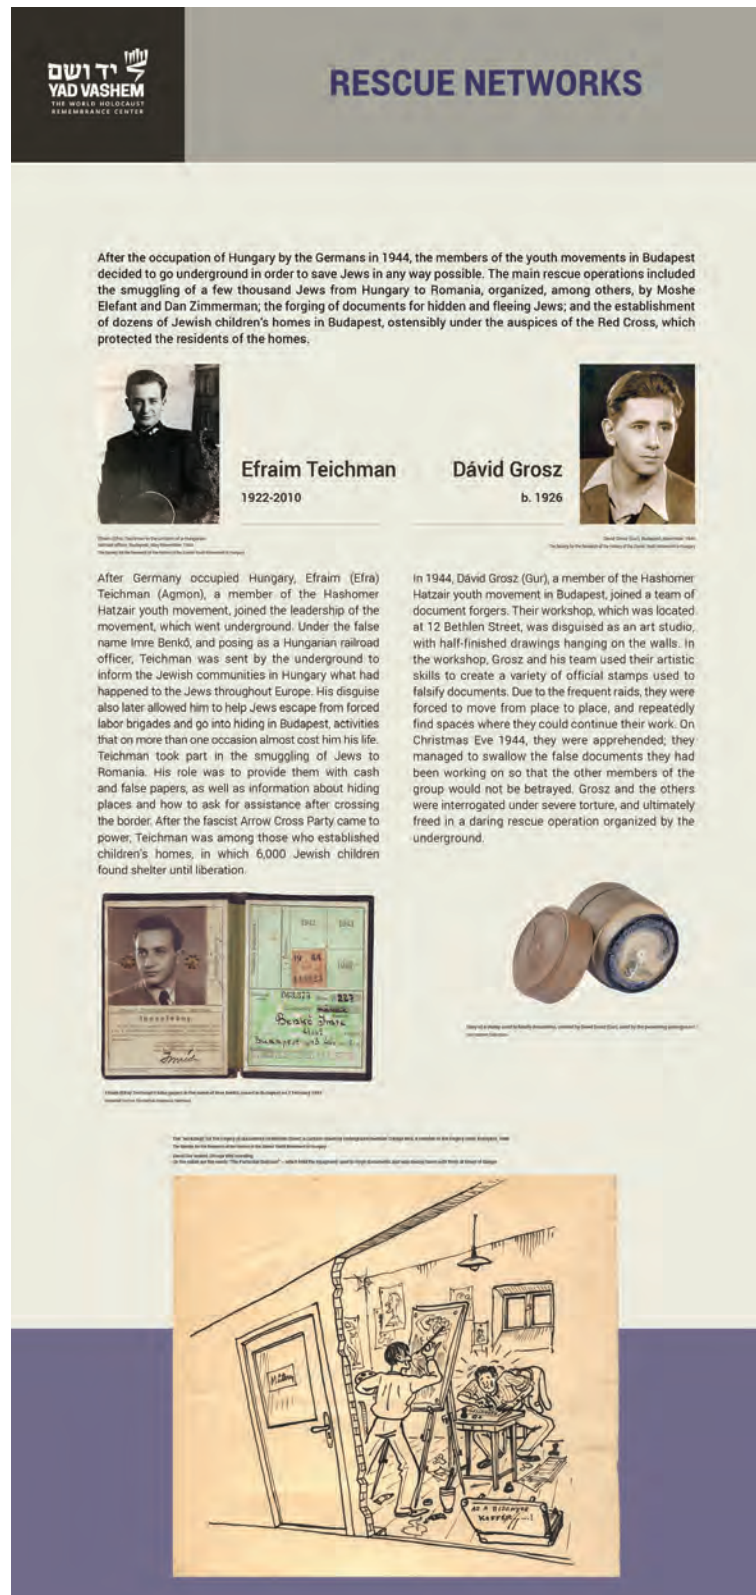 יד ושם
YAD VASHEM
THE WORLD HOLOCAUST
REMEMBRANCE CENTER
RESCUE NETWORKS
After the occupation of Hungary by the Germans in 1944, the members of the youth movements in Budapest
decided to go underground in order to save Jews in any way possible. The main rescue operations included
the smuggling of a few thousand Jews from Hungary to Romania, organized, among others, by Moshe
Elefant and Dan Zimmerman; the forging of documents for hidden and fleeing Jews; and the establishment
of dozens of Jewish children's homes in Budapest, ostensibly under the auspices of the Red Cross, which
protected the residents of the homes.
Efraim Teichman
1922-2010
Dávid Grosz
b. 1926
After Germany occupied Hungary, Efraim (Efra)
Teichman (Agmon), a member of the Hashomer
Hatzair youth movement, joined the leadership of the
movement, which went underground. Under the false
name Imre Benkő, and posing as a Hungarian railroad
officer, Teichman was sent by the underground to
inform the Jewish communities in Hungary what had
happened to the Jews throughout Europe. His disguise
also later allowed him to help Jews escape from forced
labor brigades and go into hiding in Budapest, activities
that on more than one occasion almost cost him his life.
Teichman took part in the smuggling of Jews to
Romania. His role was to provide them with cash
and false papers, as well as information about hiding
places and how to ask for assistance after crossing
the border. After the fascist Arrow Cross Party came to
power, Teichman was among those who established
children's homes, in which 6,000 Jewish children
found shelter until liberation.
In 1944, Dávid Grosz (Gur), a member of the Hashomer
Hatzair youth movement in Budapest, joined a team of
document forgers. Their workshop, which was located
at 12 Bethlen Street, was disguised as an art studio,
with half-finished drawings hanging on the walls. In
the workshop, Grosz and his team used their artistic
skills to create a variety of official stamps used to
falsify documents. Due to the frequent raids, they were
forced to move from place to place, and repeatedly
find spaces where they could continue their work. On
Christmas Eve 1944, they were apprehended; they
managed to swallow the false documents they had
been working on so that the other members of the
group would not be betrayed. Grosz and the others
were interrogated under severe torture, and ultimately
freed in a daring rescue operation organized by the
underground.
Benkő Imre
Budapest